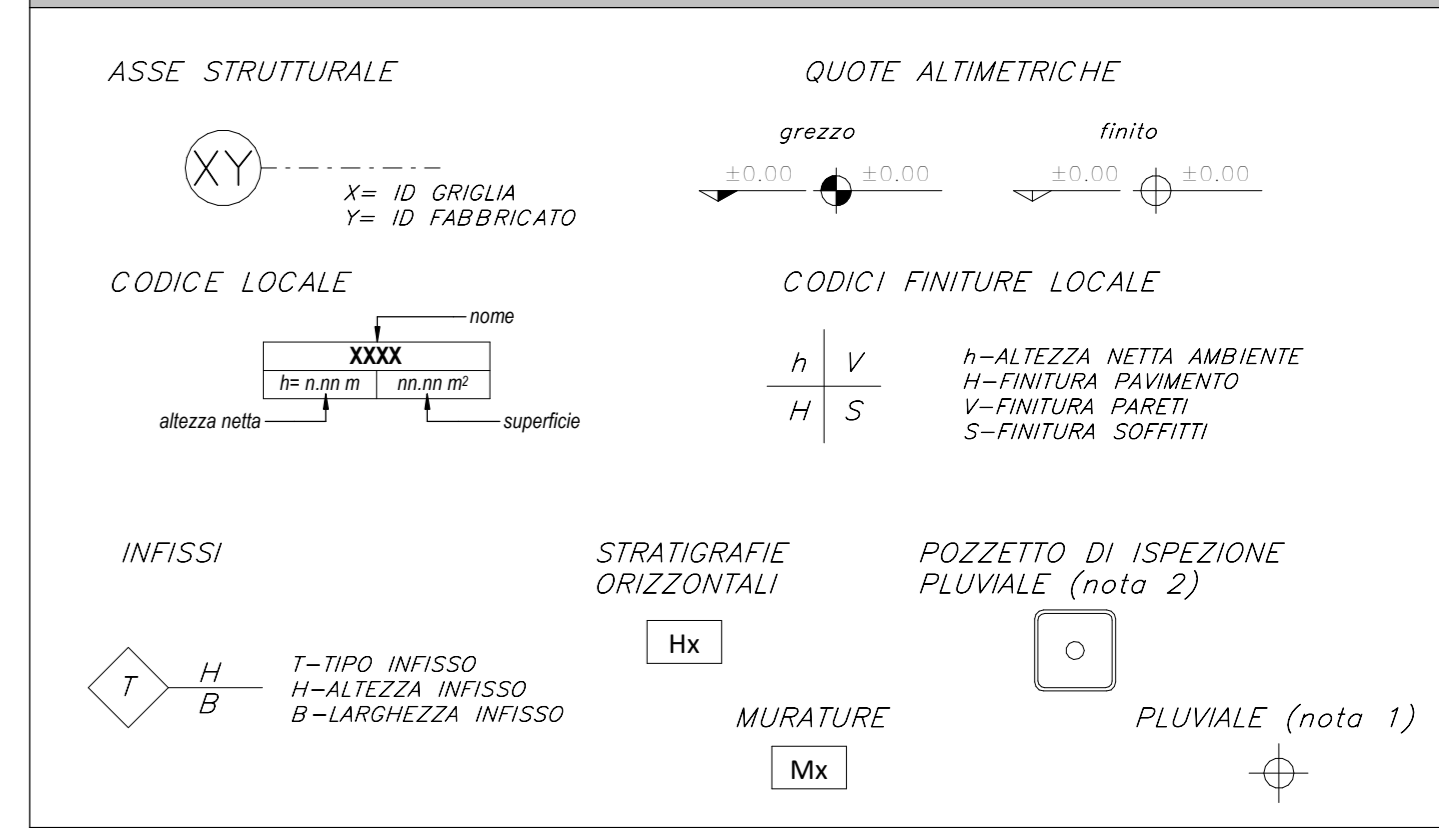 ASSE STRUTTURALE
XY
X= ID GRIGLIA
Y= ID FABBRICATO
QUOTE ALTIMETRICHE
grezzo
±0.00 ±0.00
finito
±0.00 ±0.00
CODICE LOCALE
nome
XXXX
h= n.nn m nn.nn m²
altezza netta superficie
CODICI FINITURE LOCALE
h V
H S
h-ALTEZZA NETTA AMBIENTE
H-FINITURA PAVIMENTO
V-FINITURA PARETI
S-FINITURA SOFFITTI
INFISSI
T
H
B
T-TIPO INFISSO
H-ALTEZZA INFISSO
B-LARGHEZZA INFISSO
STRATIGRAFIE
ORIZZONTALI
Hx
MURATURE
Mx
POZZETTO DI ISPEZIONE
PLUVIALE (nota 2)
PLUVIALE (nota 1)